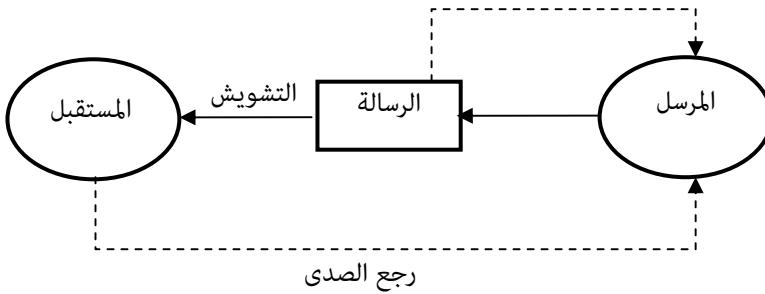 المرسل
الرسالة
التشويش
المستقبل
رجع الصدى